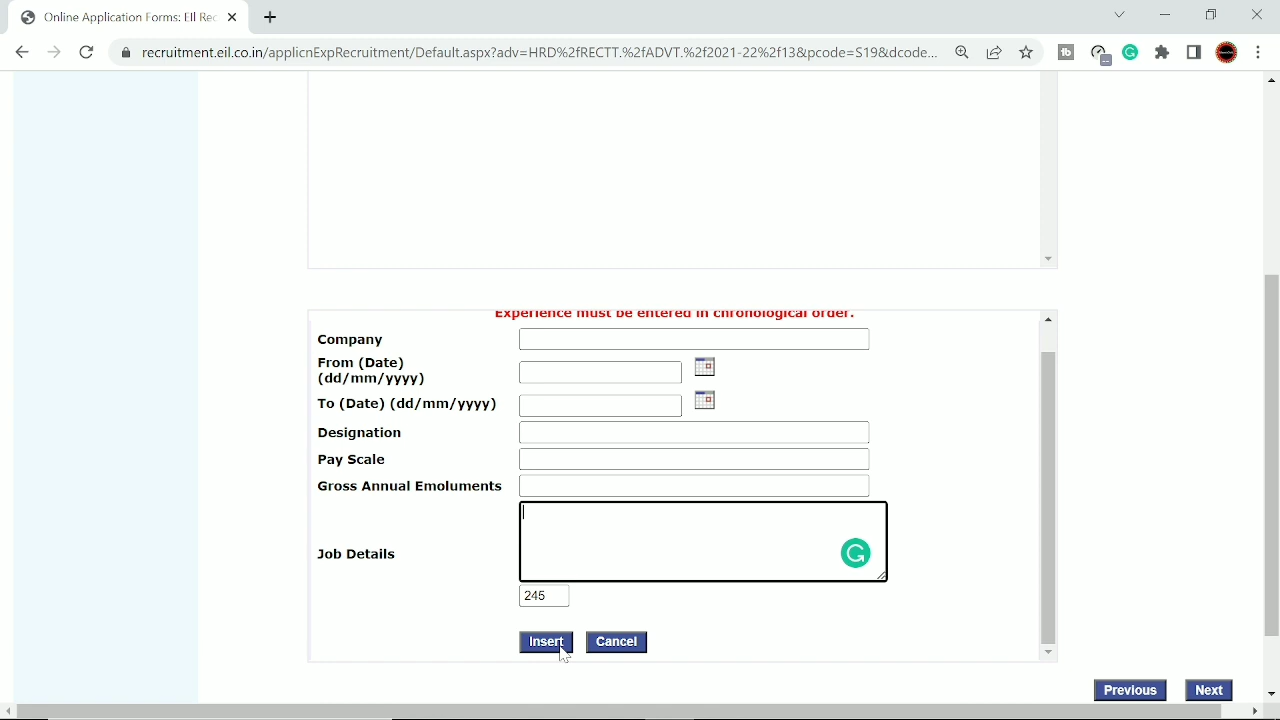 Online Application Forms: EIl Rec
recruitment.eil.co.in/applicnExpRecruitment/Default.aspx?adv=HRD%2fRECTT.%2fADVT.%2f2021-22%2f13&pcode=S19&dcode...
Experience must be entered in chronological order.
Company
From (Date)
(dd/mm/yyyy)
To (Date) (dd/mm/yyyy)
Designation
Pay Scale
Gross Annual Emoluments
Job Details
245
Insert Cancel
Previous Next